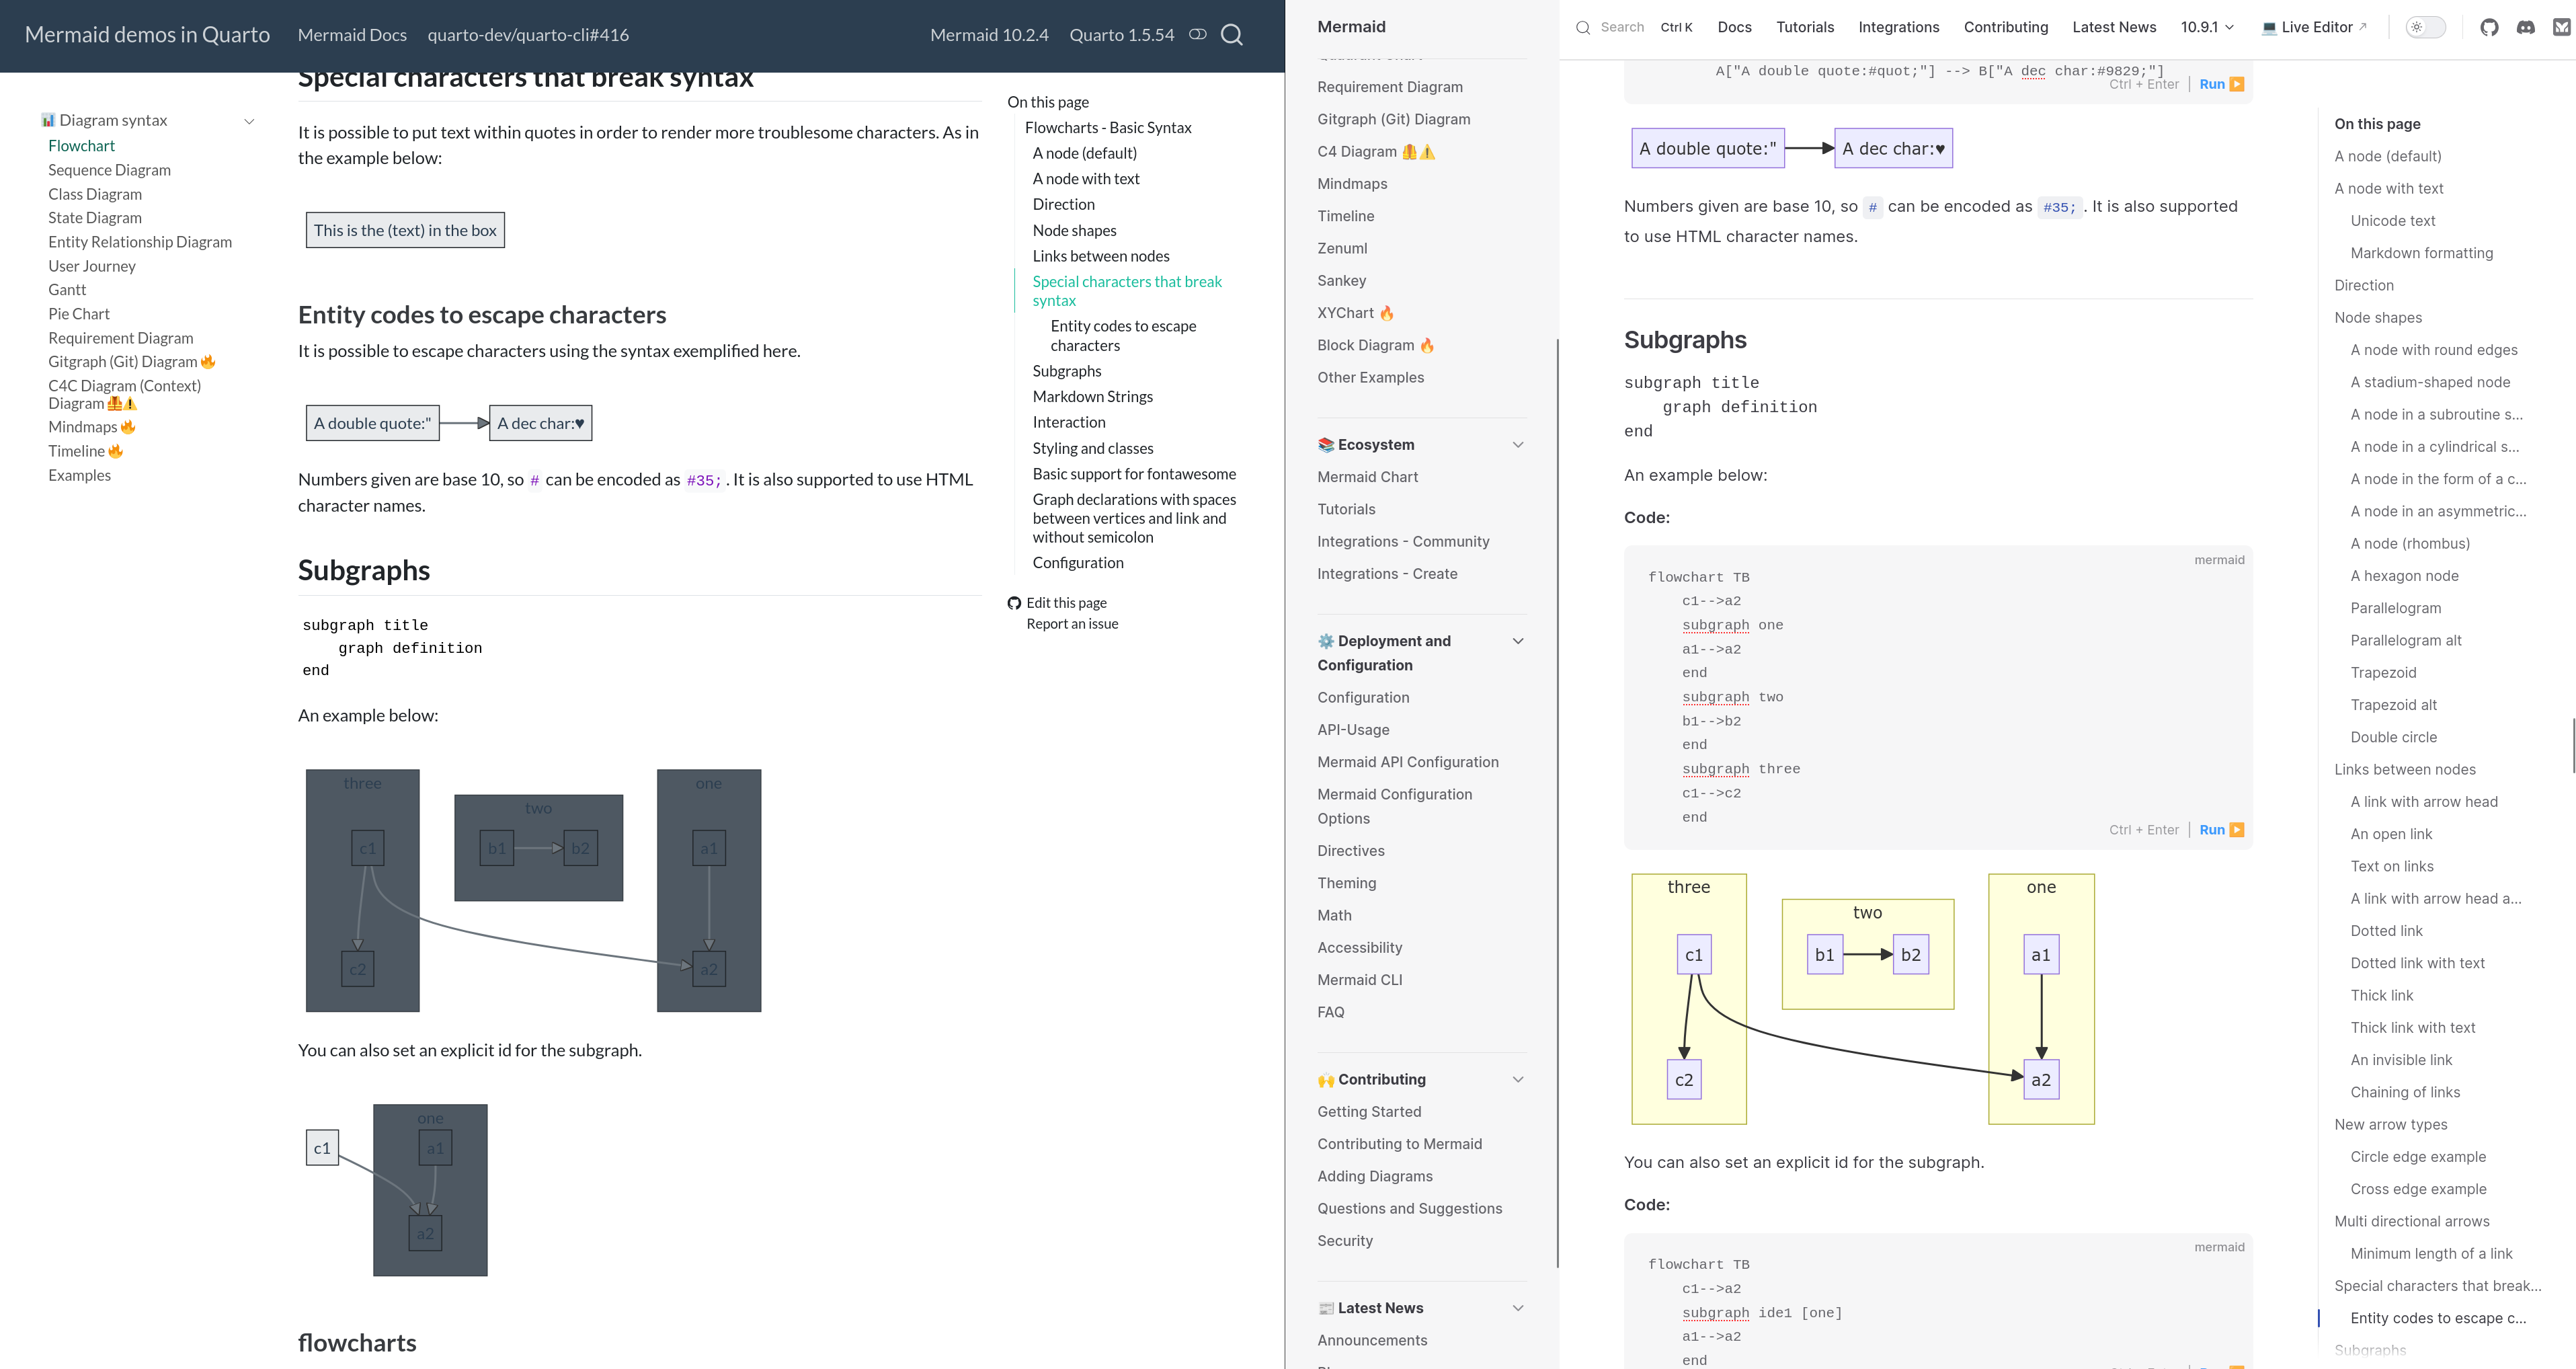 Mermaid demos in Quarto
Mermaid Docs
quarto-dev/quarto-cli#416
Mermaid 10.2.4
Quarto 1.5.54
📊 Diagram syntax
Flowchart
Sequence Diagram
Class Diagram
State Diagram
Entity Relationship Diagram
User Journey
Gantt
Pie Chart
Requirement Diagram
Gitgraph (Git) Diagram 🔥
C4C Diagram (Context)
Diagram 🦺⚠️
Mindmaps 🔥
Timeline 🔥
Examples
Special characters that break syntax
It is possible to put text within quotes in order to render more troublesome characters. As in
the example below:
This is the (text) in the box
Entity codes to escape characters
It is possible to escape characters using the syntax exemplified here.
A double quote:"
A dec char:♥
Numbers given are base 10, so # can be encoded as #35; . It is also supported to use HTML
character names.
Subgraphs
subgraph title
    graph definition
end
An example below:
three
two
one
c1
b1
b2
a1
c2
a2
You can also set an explicit id for the subgraph.
one
c1
a1
a2
flowcharts
On this page
Flowcharts - Basic Syntax
A node (default)
A node with text
Direction
Node shapes
Links between nodes
Special characters that break
syntax
Entity codes to escape
characters
Subgraphs
Markdown Strings
Interaction
Styling and classes
Basic support for fontawesome
Graph declarations with spaces
between vertices and link and
without semicolon
Configuration
Edit this page
Report an issue
Mermaid
Search
Ctrl K
Docs
Tutorials
Integrations
Contributing
Latest News
10.9.1
💻 Live Editor
Requirement Diagram
Gitgraph (Git) Diagram
C4 Diagram 🦺⚠️
Mindmaps
Timeline
Zenuml
Sankey
XYChart 🔥
Block Diagram 🔥
Other Examples
📚 Ecosystem
Mermaid Chart
Tutorials
Integrations - Community
Integrations - Create
⚙️ Deployment and
Configuration
Configuration
API-Usage
Mermaid API Configuration
Mermaid Configuration
Options
Directives
Theming
Math
Accessibility
Mermaid CLI
FAQ
🙌 Contributing
Getting Started
Contributing to Mermaid
Adding Diagrams
Questions and Suggestions
Security
📰 Latest News
Announcements
A["A double quote:#quot;"] --> B["A dec char:#9829;"]
Ctrl + Enter | Run ▶️
A double quote:"
A dec char:♥
Numbers given are base 10, so # can be encoded as #35; . It is also supported
to use HTML character names.
Subgraphs
subgraph title
    graph definition
end
An example below:
Code:
mermaid
flowchart TB
    c1-->a2
    subgraph one
    a1-->a2
    end
    subgraph two
    b1-->b2
    end
    subgraph three
    c1-->c2
    end
Ctrl + Enter | Run ▶️
three
two
one
c1
b1
b2
a1
c2
a2
You can also set an explicit id for the subgraph.
Code:
mermaid
flowchart TB
    c1-->a2
    subgraph ide1 [one]
    a1-->a2
    end
On this page
A node (default)
A node with text
Unicode text
Markdown formatting
Direction
Node shapes
A node with round edges
A stadium-shaped node
A node in a subroutine s...
A node in a cylindrical s...
A node in the form of a c...
A node in an asymmetric...
A node (rhombus)
A hexagon node
Parallelogram
Parallelogram alt
Trapezoid
Trapezoid alt
Double circle
Links between nodes
A link with arrow head
An open link
Text on links
A link with arrow head a...
Dotted link
Dotted link with text
Thick link
Thick link with text
An invisible link
Chaining of links
New arrow types
Circle edge example
Cross edge example
Multi directional arrows
Minimum length of a link
Special characters that break...
Entity codes to escape c...
Subgraphs